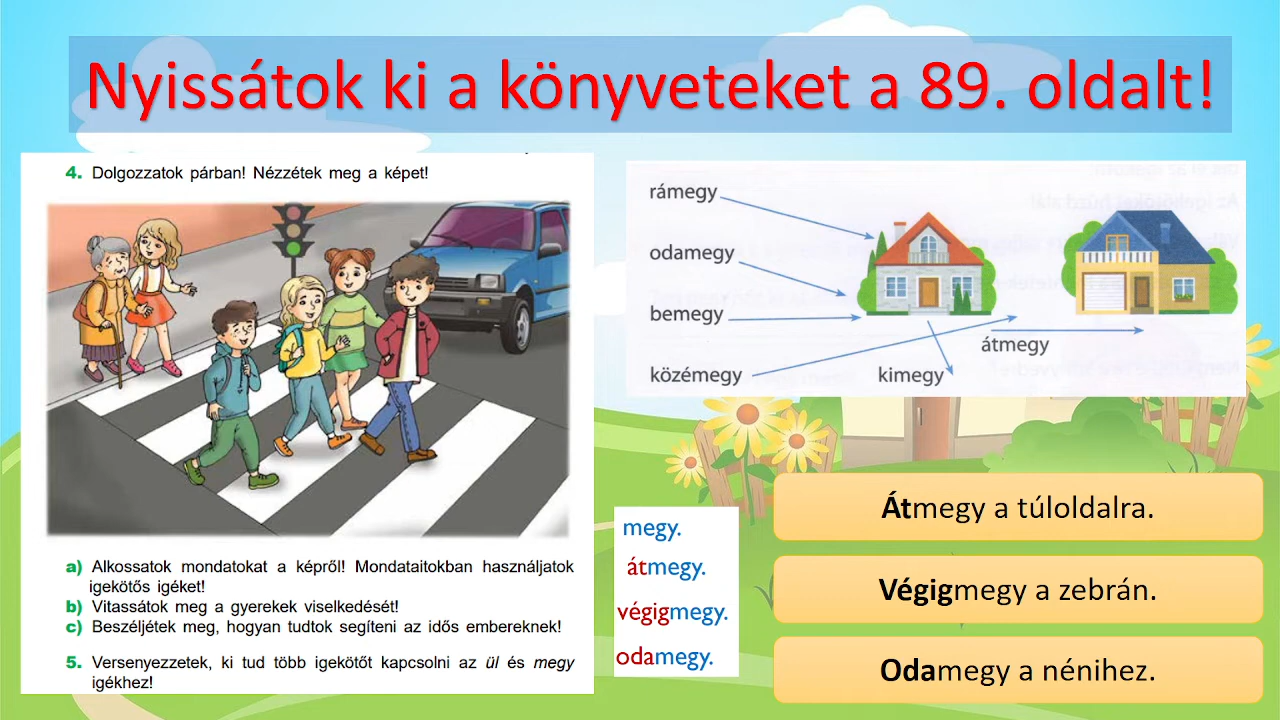 Nyissátok ki a könyveteket a 89. oldalt!
4. Dolgozzatok párban! Nézzétek meg a képet!
a) Alkossatok mondatokat a képről! Mondataitokban használjatok
igekötős igéket!
b) Vitassátok meg a gyerekek viselkedését!
c) Beszéljétek meg, hogyan tudtok segíteni az idős embereknek!
5. Versenyezzetek, ki tud több igekötőt kapcsolni az ül és megy
igékhez!
rámegy
odamegy
bemegy
közémegy
kimegy
átmegy
megy.
átmegy.
végigmegy.
odamegy.
Átmegy a túloldalra.
Végigmegy a zebrán.
Odamegy a nénihez.